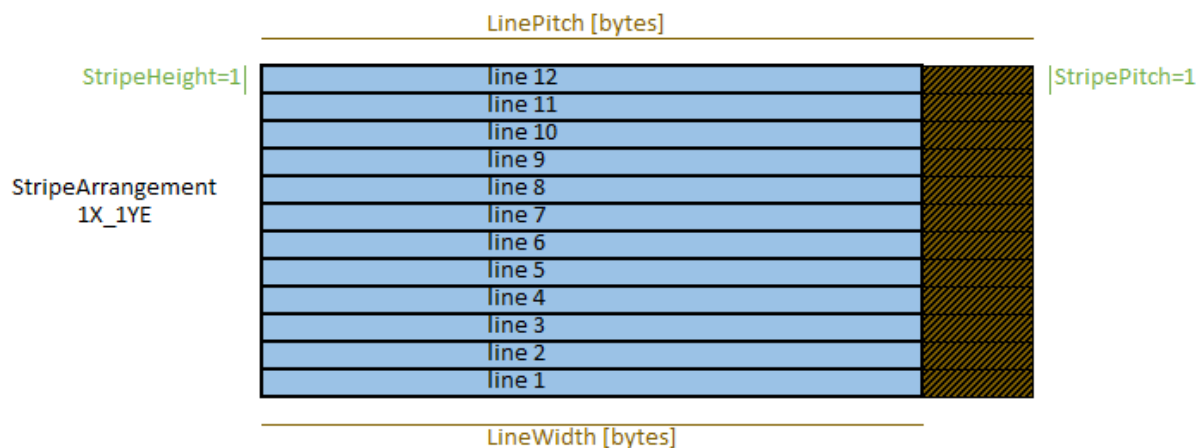 LinePitch [bytes]
StripeHeight=1
line 12
StripePitch=1
line 11
line 10
line 9
StripeArrangement
1X_1YE
line 8
line 7
line 6
line 5
line 4
line 3
line 2
line 1
LineWidth [bytes]